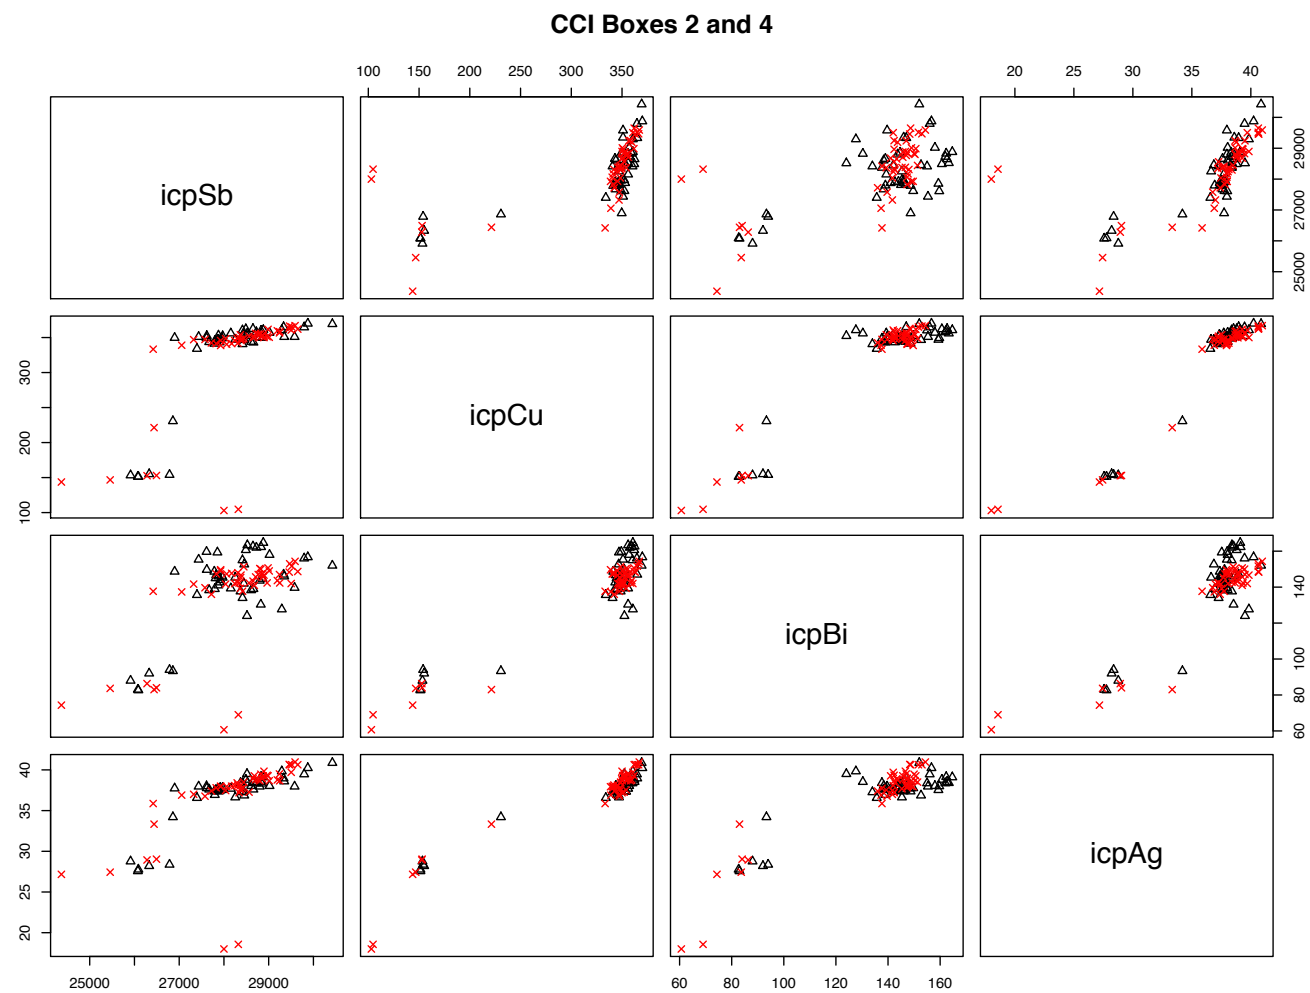 CCI Boxes 2 and 4
100 150 200 250 300 350
20 25 30 35 40
icpSb
25000 27000 29000
100 200 300
icpCu
icpBi
60 80 100 140
20 25 30 35 40
icpAg
25000 27000 29000
60 80 100 120 140 160